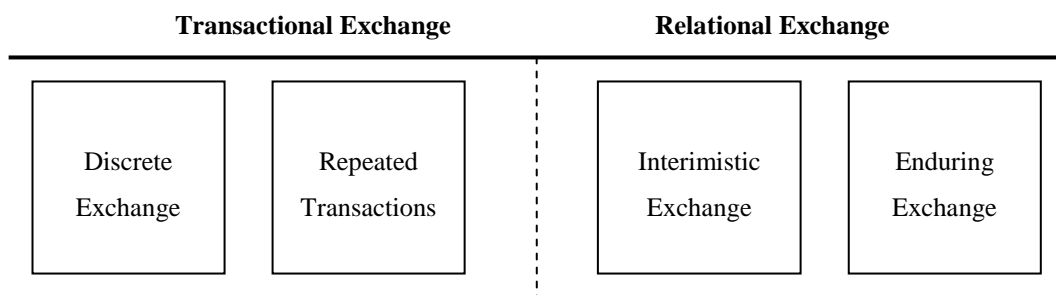 Transactional Exchange
Relational Exchange
Discrete
Exchange
Repeated
Transactions
Interimistic
Exchange
Enduring
Exchange